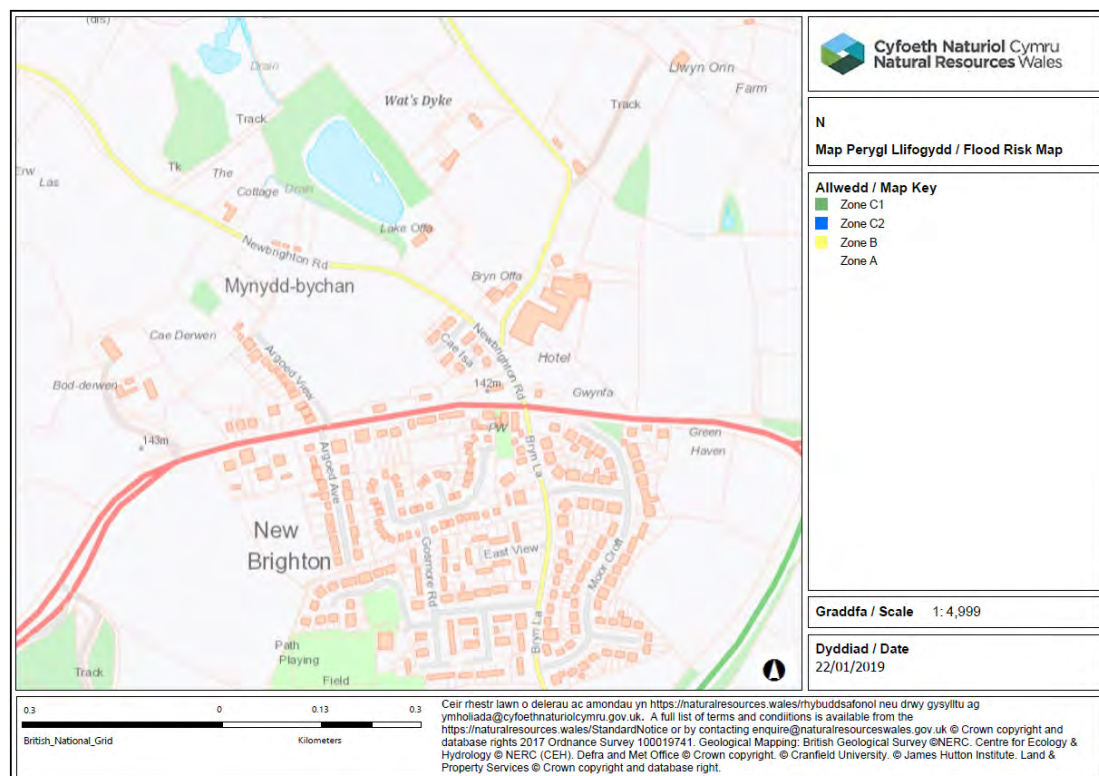 (drs)
Drain
Llwyn Onn
Farm
Wat's Dyke
Track
Track
Tk
The
Cottage
Drain
Erw
Las
Lake Offa
Newbrighton Rd
Bryn Offa
Mynydd-bychan
Cae Derwen
Argoed View
Cae Isa
Newbrighton Rd
Hotel
Bod-derwen
142m
Gwynfa
143m
PW
Bryn La
Green
Haven
Argoed Ave
New
Brighton
Gosmore Rd
East View
Moor Croft
Bryn La
Path
Playing
Field
Track
Cyfoeth Naturiol Cymru
Natural Resources Wales
N
Map Perygl Llifogydd / Flood Risk Map
Allwedd / Map Key
Zone C1
Zone C2
Zone B
Zone A
Graddfa / Scale 1: 4,999
Dyddiad / Date
22/01/2019
0.3 0 0.13 0.3
British_National_Grid Kilometers
Ceir rhestr lawn o delerau ac amondau yn https://naturalresources.wales/rhybuddsafonol neu drwy gysylltu ag
ymholiada@cyfoethnaturiolcymru.gov.uk. A full list of terms and condiitions is available from the
https://naturalresources.wales/StandardNotice or by contacting enquire@naturalresourceswales.gov.uk © Crown copyright and
database rights 2017 Ordnance Survey 100019741. Geological Mapping: British Geological Survey ©NERC. Centre for Ecology &
Hydrology © NERC (CEH). Defra and Met Office © Crown copyright. © Cranfield University. © James Hutton Institute. Land &
Property Services © Crown copyright and database right.